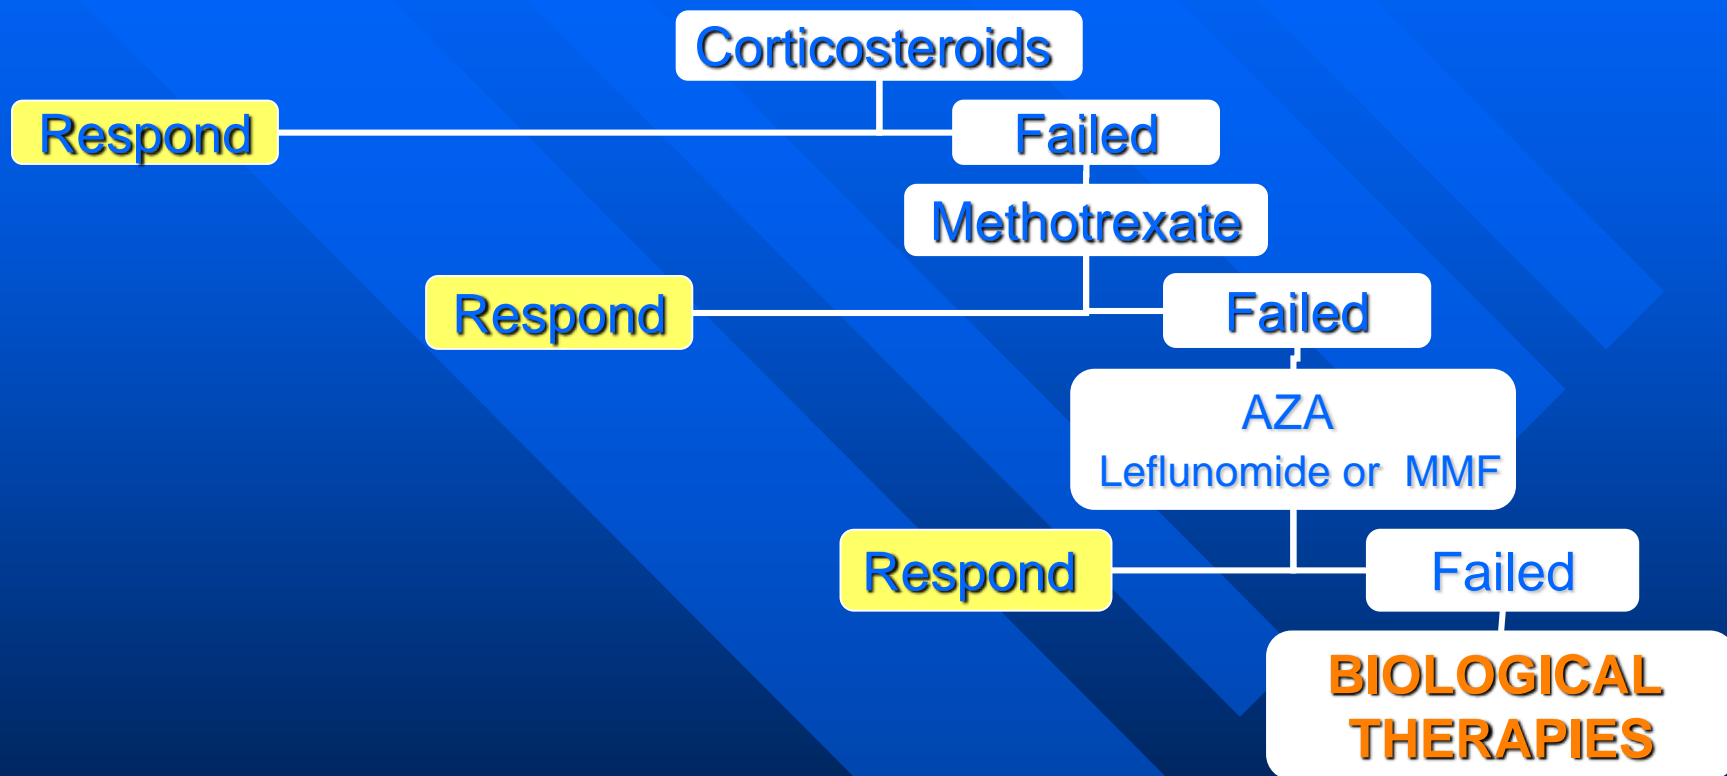 Corticosteroids
Respond
Failed
Methotrexate
Respond
Failed
AZA
Leflunomide or MMF
Respond
Failed
BIOLOGICAL
THERAPIES